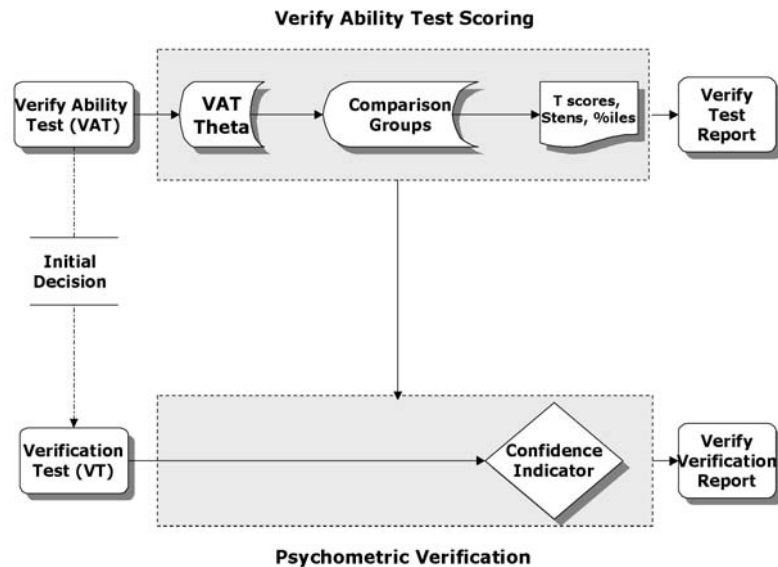 Verify Ability Test Scoring
Verify Ability
Test (VAT)
VAT
Theta
Comparison
Groups
T scores,
Stens, %iles
Verify
Test
Report
Initial
Decision
Verification
Test (VT)
Confidence
Indicator
Verify
Verification
Report
Psychometric Verification